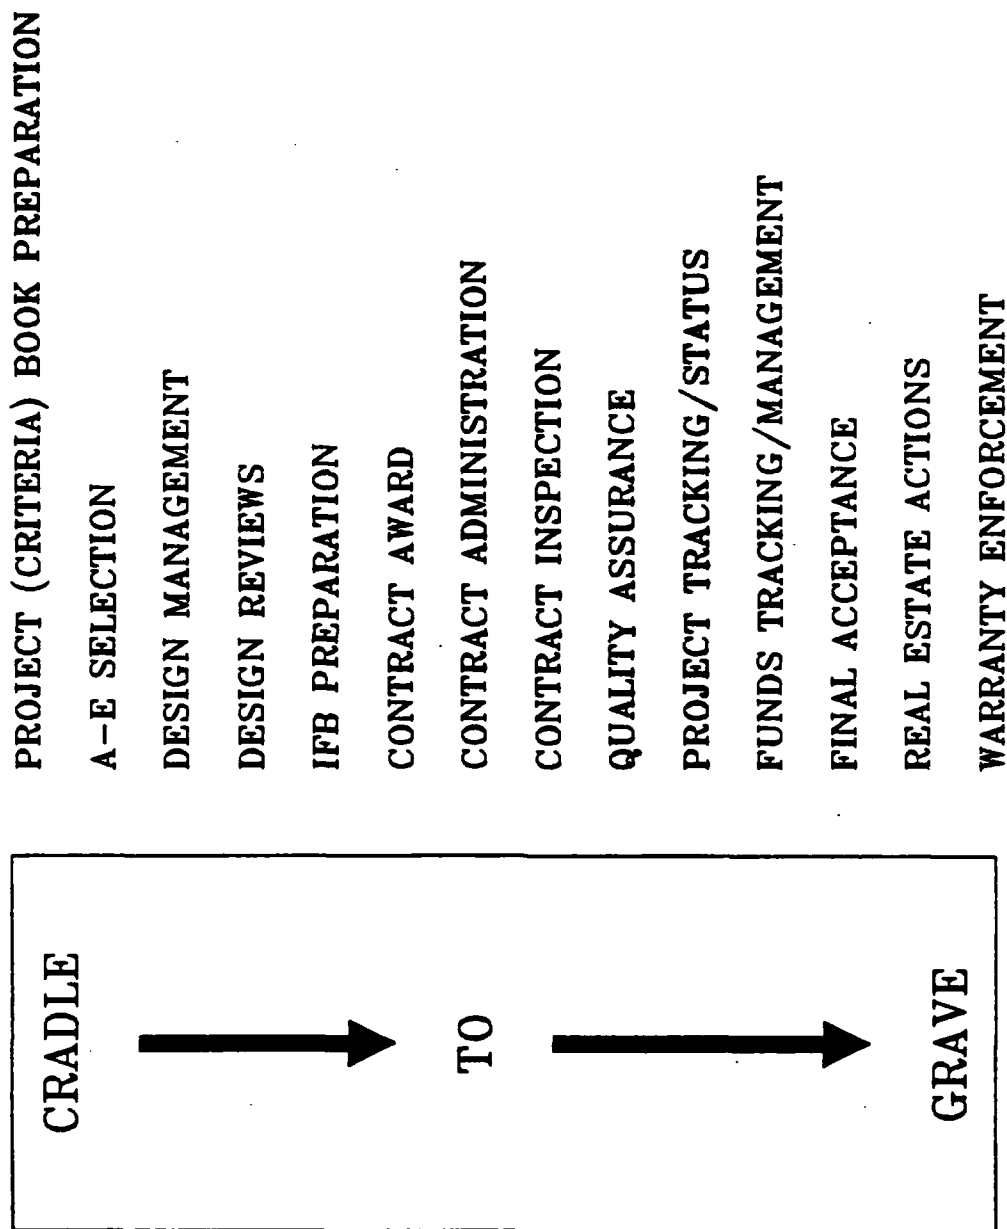 CRADLE
TO
GRAVE
PROJECT (CRITERIA) BOOK PREPARATION
A-E SELECTION
DESIGN MANAGEMENT
DESIGN REVIEWS
IFB PREPARATION
CONTRACT AWARD
CONTRACT ADMINISTRATION
CONTRACT INSPECTION
QUALITY ASSURANCE
PROJECT TRACKING/STATUS
FUNDS TRACKING/MANAGEMENT
FINAL ACCEPTANCE
REAL ESTATE ACTIONS
WARRANTY ENFORCEMENT